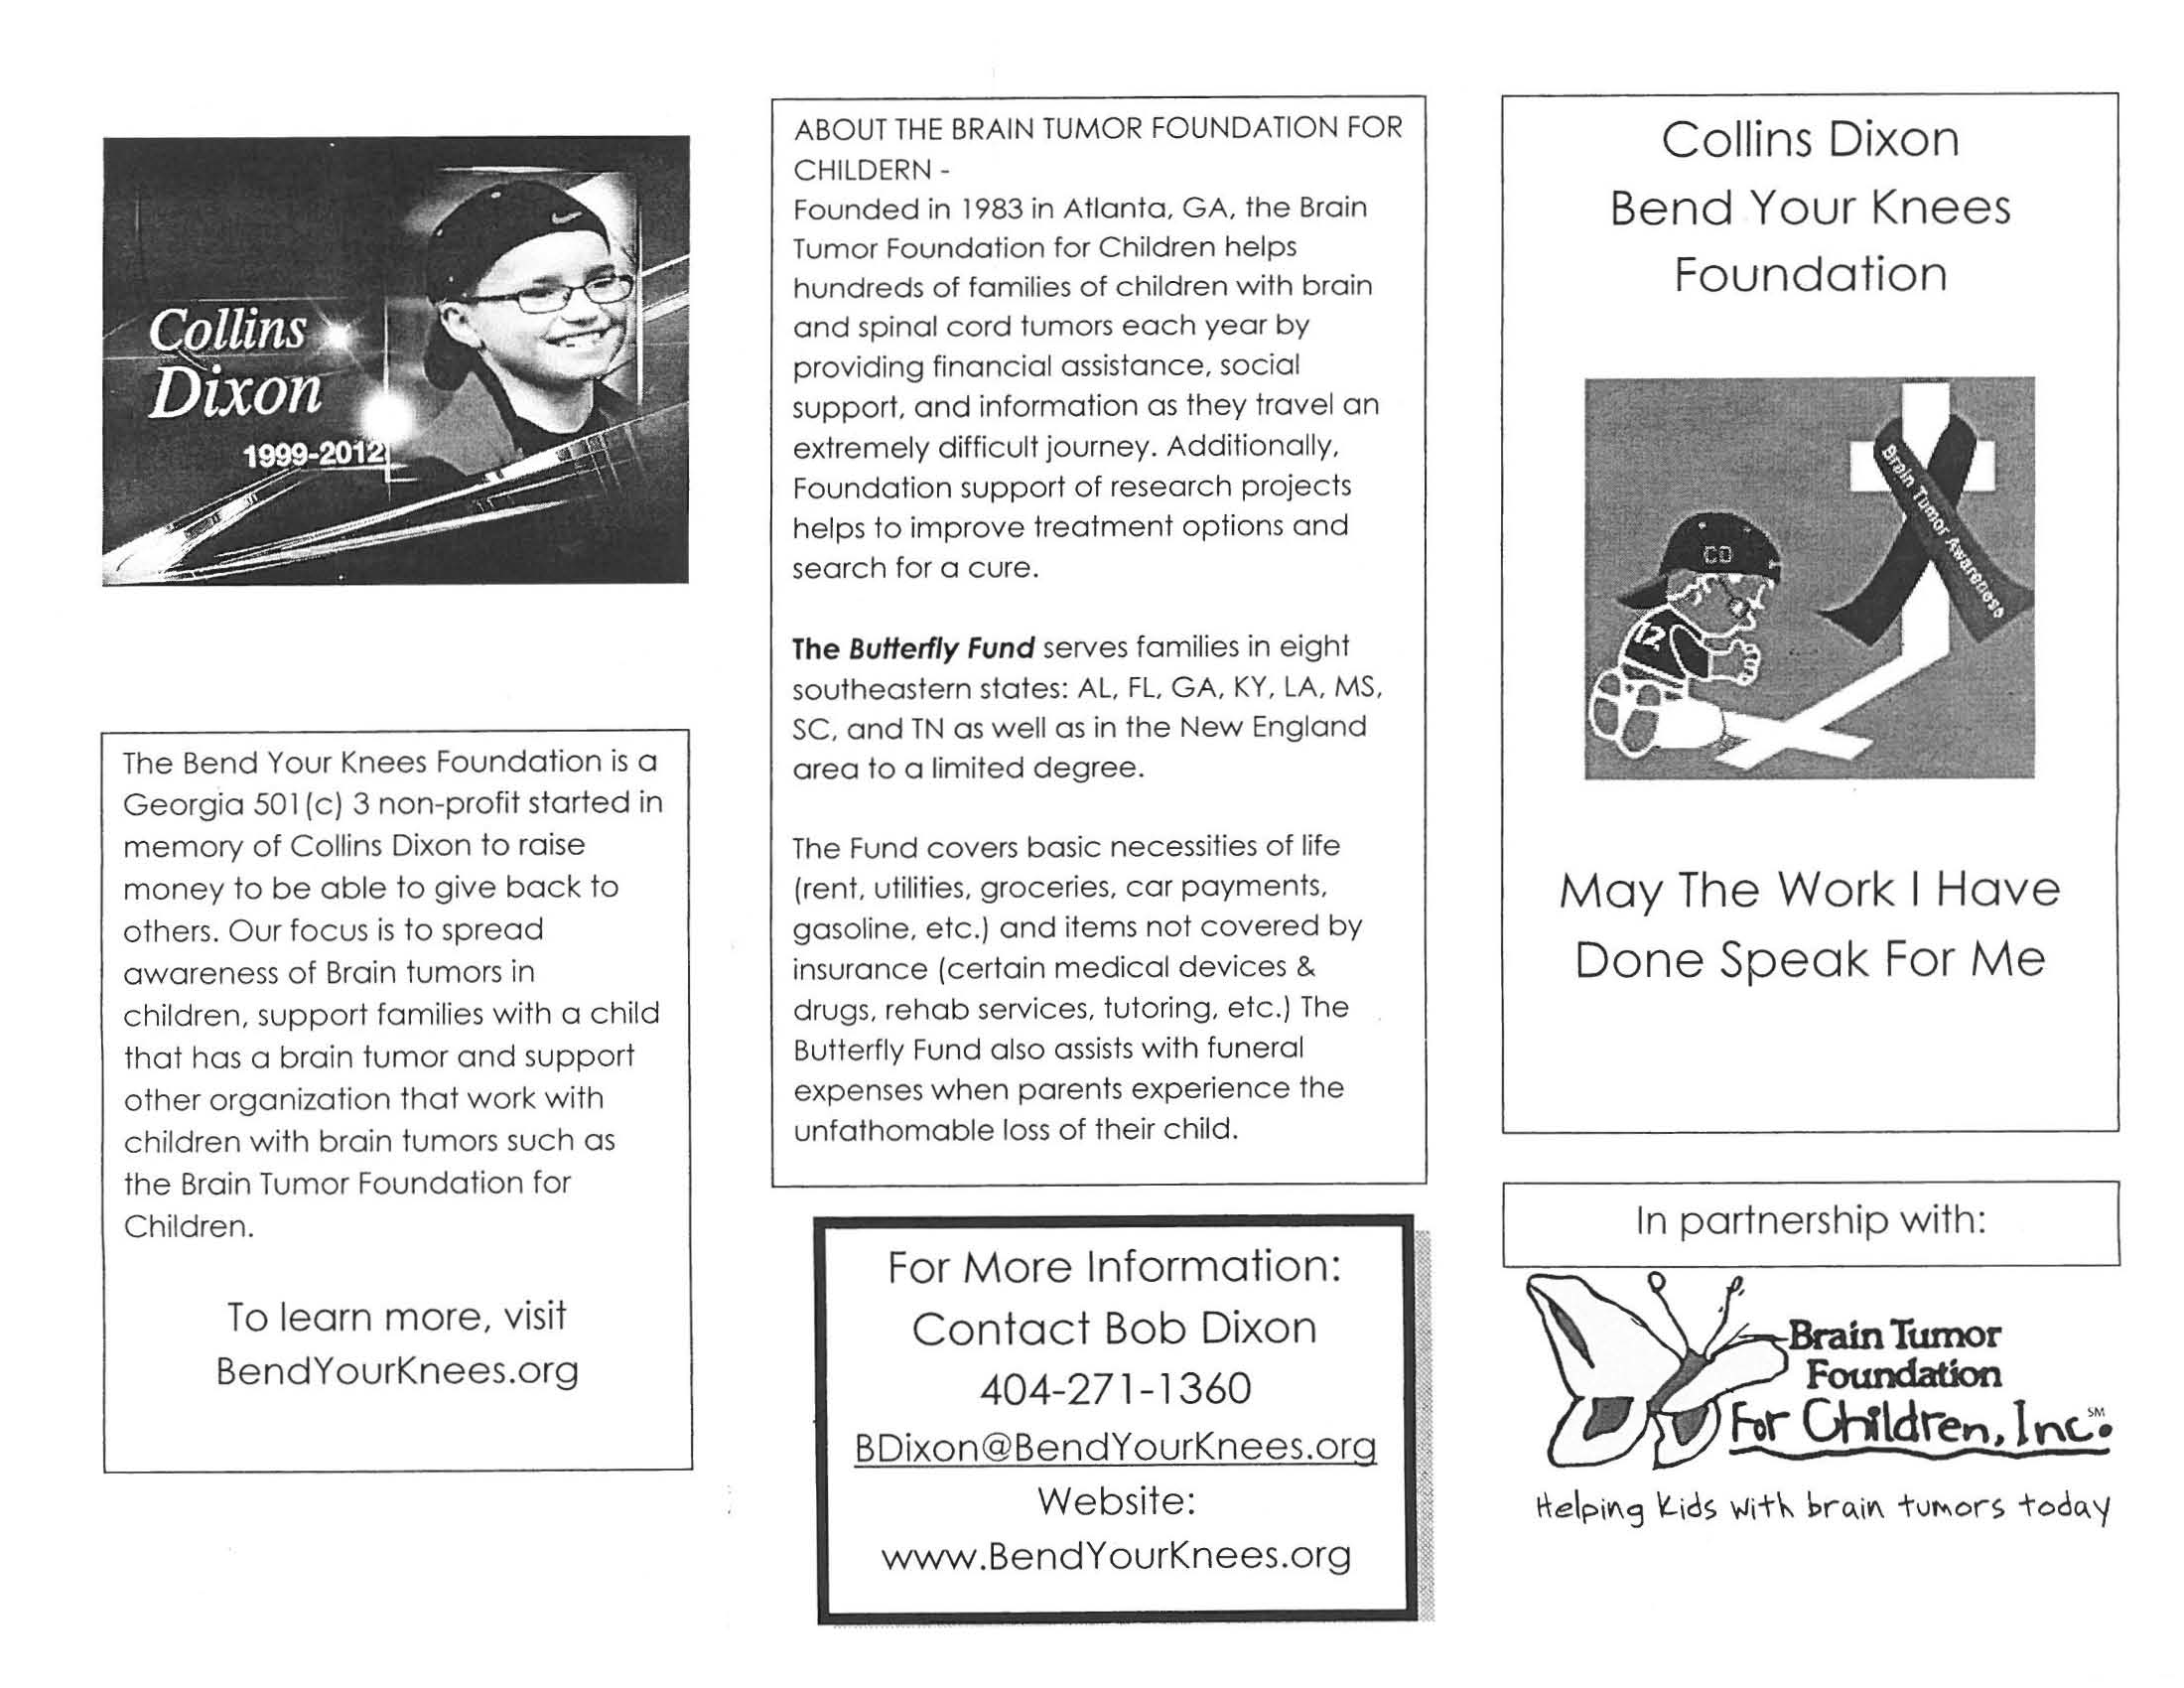 Collins
Dixon
1999-2012
The Bend Your Knees Foundation is a
Georgia 501(c) 3 non-profit started in
memory of Collins Dixon to raise
money to be able to give back to
others. Our focus is to spread
awareness of Brain tumors in
children, support families with a child
that has a brain tumor and support
other organization that work with
children with brain tumors such as
the Brain Tumor Foundation for
Children.
To learn more, visit
BendYourKnees.org
ABOUT THE BRAIN TUMOR FOUNDATION FOR
CHILDERN -
Founded in 1983 in Atlanta, GA, the Brain
Tumor Foundation for Children helps
hundreds of families of children with brain
and spinal cord tumors each year by
providing financial assistance, social
support, and information as they travel an
extremely difficult journey. Additionally,
Foundation support of research projects
helps to improve treatment options and
search for a cure.
The Butterfly Fund serves families in eight
southeastern states: AL, FL, GA, KY, LA, MS,
SC, and TN as well as in the New England
area to a limited degree.
The Fund covers basic necessities of life
(rent, utilities, groceries, car payments,
gasoline, etc.) and items not covered by
insurance (certain medical devices &
drugs, rehab services, tutoring, etc.) The
Butterfly Fund also assists with funeral
expenses when parents experience the
unfathomable loss of their child.
For More Information:
Contact Bob Dixon
404-271-1360
BDixon@BendYourKnees.org
Website:
www.BendYourKnees.org
Collins Dixon
Bend Your Knees
Foundation
Brain Tumor Awareness
CD
12
May The Work I Have
Done Speak For Me
In partnership with:
Brain Tumor
Foundation
For Children, Inc.℠
Helping kids with brain tumors today